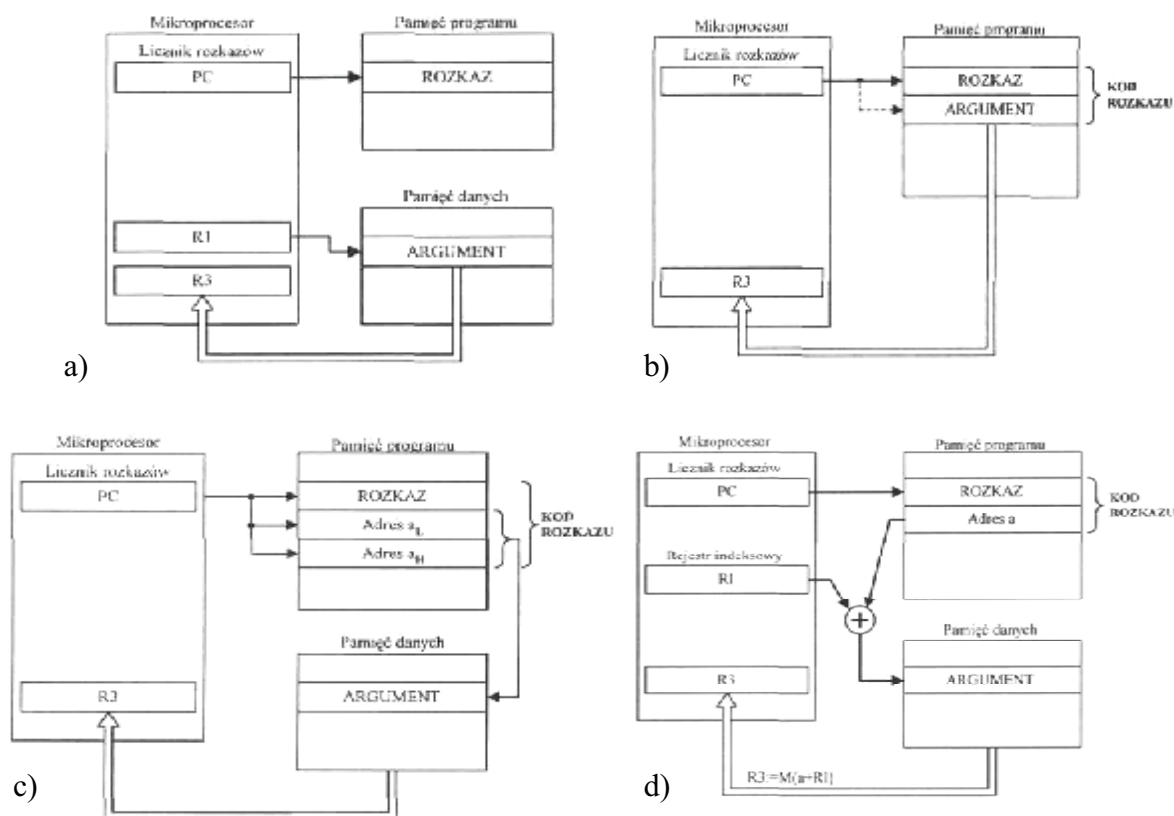 Mikroprocesor
Licznik rozkazów
PC
R1
R3
Pamięć programu
ROZKAZ
Pamięć danych
ARGUMENT
a)
Mikroprocesor
Licznik rozkazów
PC
R3
Pamięć programu
ROZKAZ
ARGUMENT
KOD
ROZKAZU
b)
Mikroprocesor
Licznik rozkazów
PC
R3
Pamięć programu
ROZKAZ
Adres a_L
Adres a_H
KOD
ROZKAZU
Pamięć danych
ARGUMENT
c)
Mikroprocesor
Licznik rozkazów
PC
Rejestr indeksowy
RI
R3
Pamięć programu
ROZKAZ
Adres a
KOD
ROZKAZU
+
Pamięć danych
ARGUMENT
R3:=M(a+RI)
d)